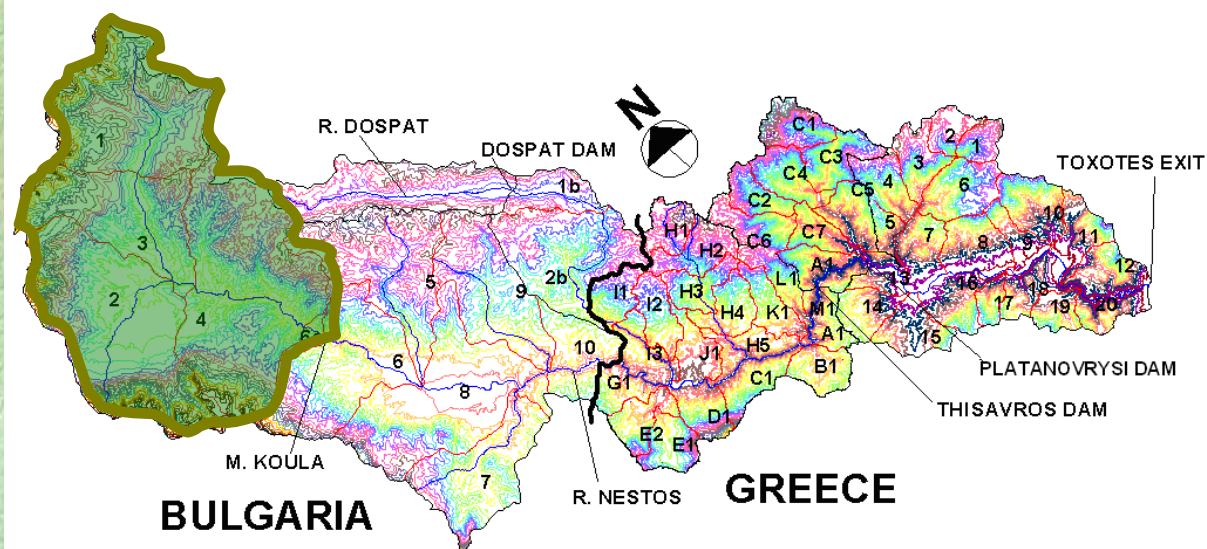 N
R. DOSPAT
DOSPAT DAM
TOXOTES EXIT
1
3
2
4
6a
1b
5
9
2b
6
8
10
7
H1
H2
I1
I2
H3
H4
I3
J1
H5
G1
C1
D1
E2
E1
B1
A1
K1
L1
M1
A1
C1
C3
C4
C5
C2
C6
C7
2
1
3
4
6
5
7
8
9
10
11
12
3
14
15
16
17
18
19
20
PLATANOVRYSI DAM
THISAVROS DAM
M. KOULA
R. NESTOS
BULGARIA
GREECE